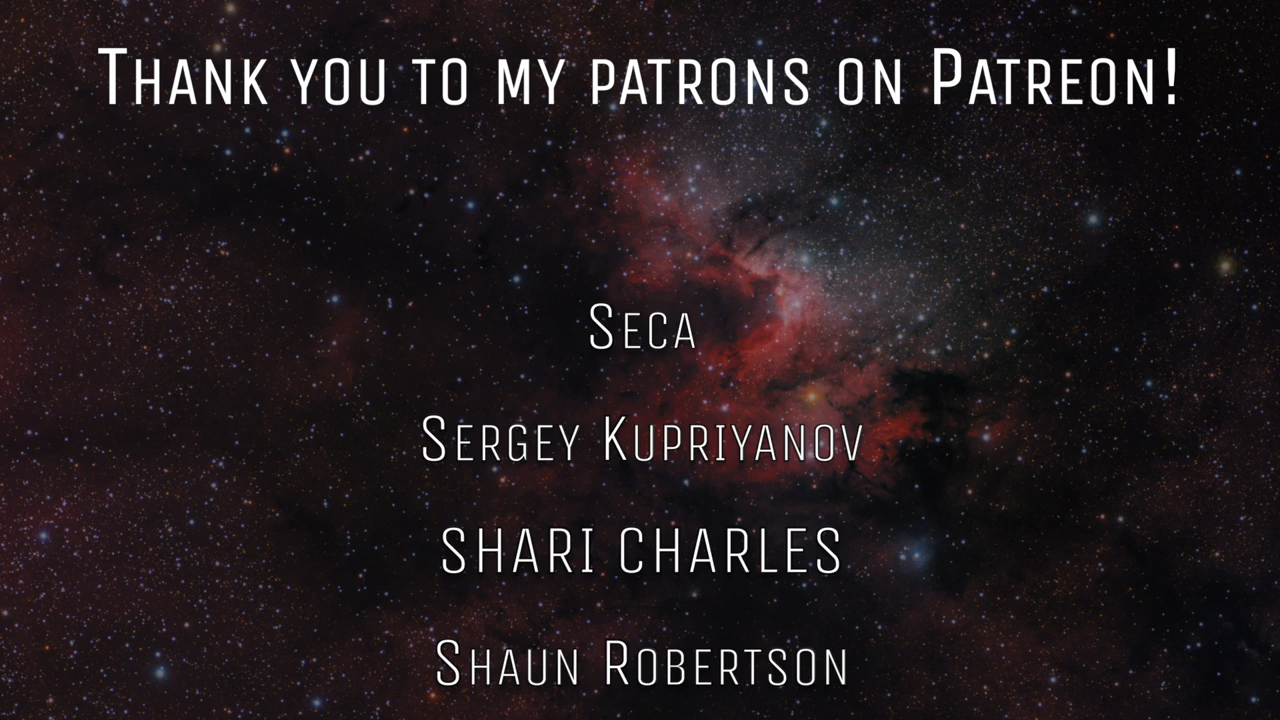 Thank you to my patrons on Patreon!
Seca
Sergey Kupriyanov
SHARI CHARLES
Shaun Robertson